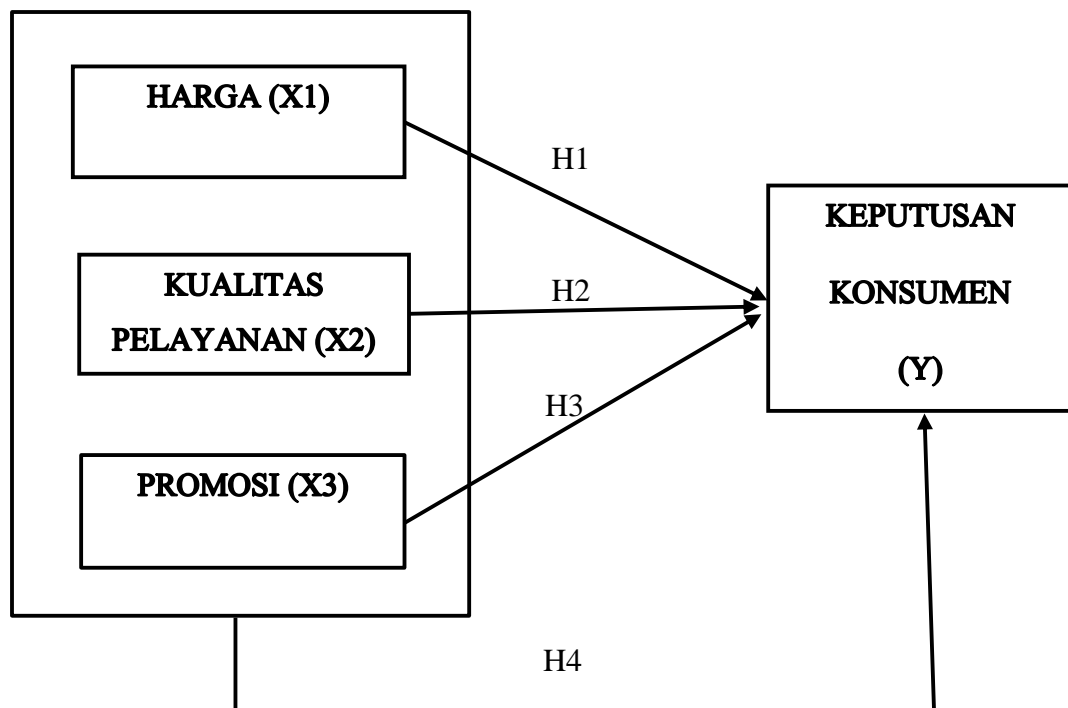 HARGA (X1)
H1
KEPUTUSAN
KONSUMEN
(Y)
KUALITAS
PELAYANAN (X2)
H2
H3
PROMOSI (X3)
H4